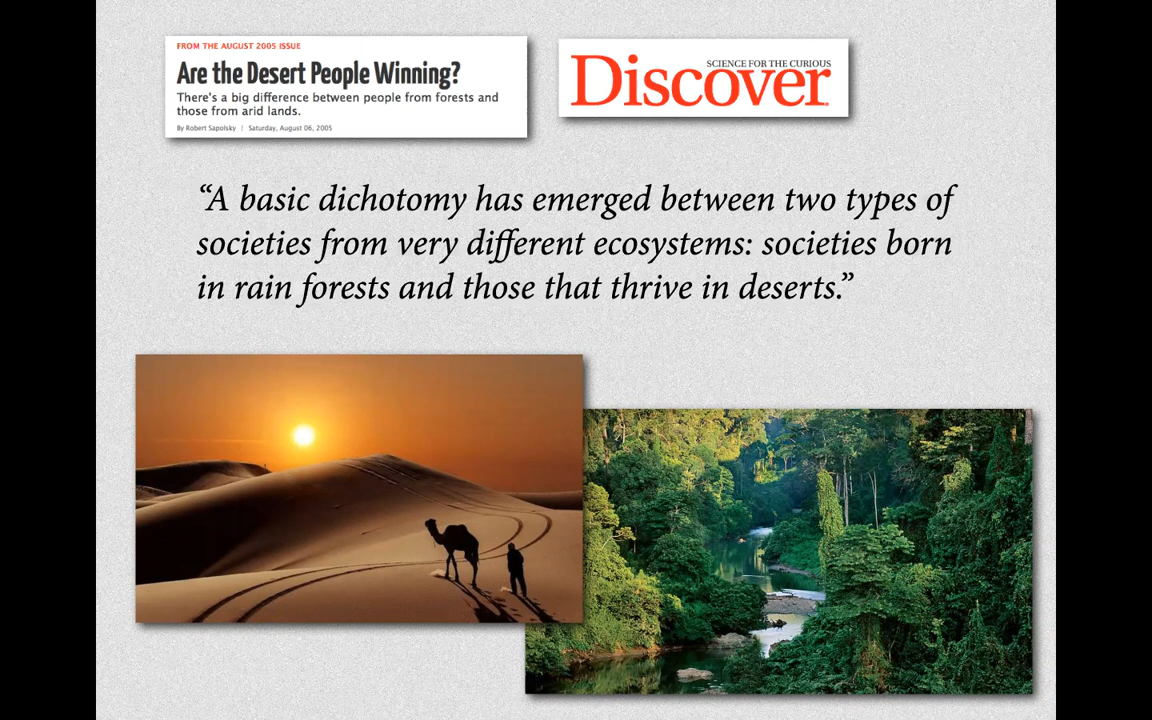 FROM THE AUGUST 2005 ISSUE
Are the Desert People Winning?
There's a big difference between people from forests and
those from arid lands.
By Robert Sapolsky | Saturday, August 06, 2005
SCIENCE FOR THE CURIOUS
Discover
“A basic dichotomy has emerged between two types of
societies from very different ecosystems: societies born
in rain forests and those that thrive in deserts.”